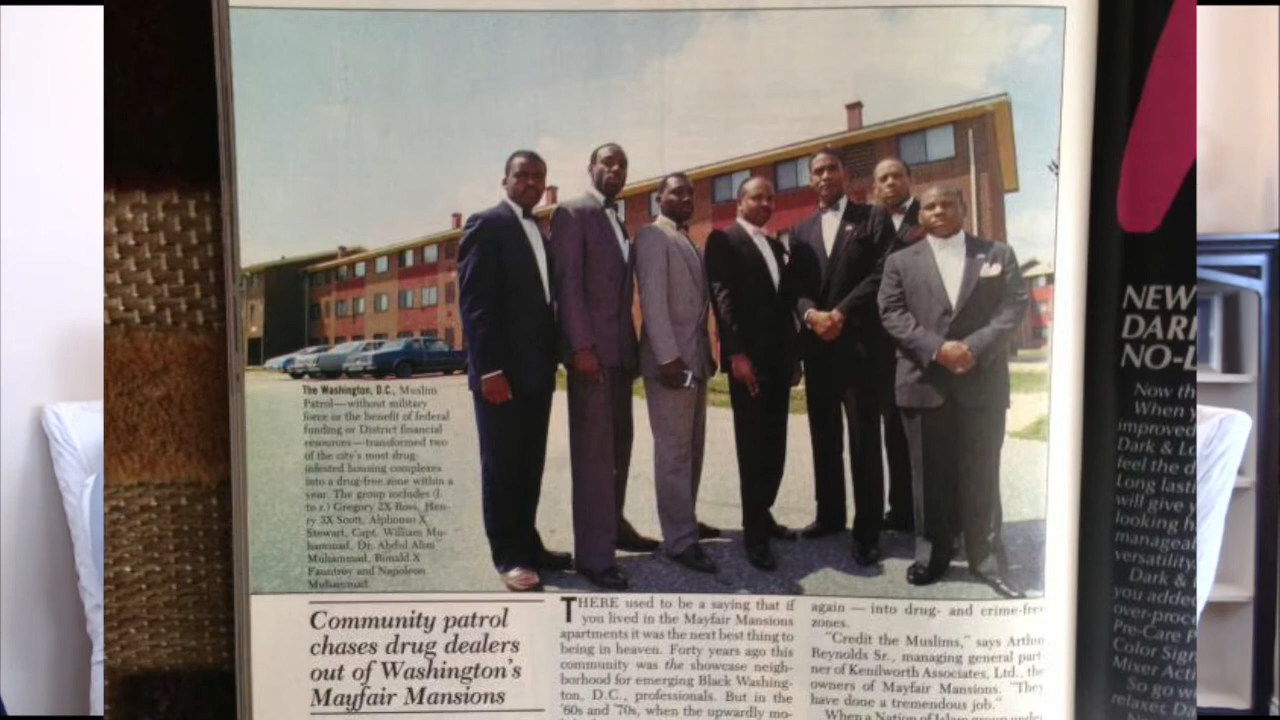 The Washington, D.C., Muslim
Patrol—without military
force or the benefit of federal
funding or District financial
resources—transformed two
of the city's most drug-
infested housing complexes
into a drug-free zone within a
year. The group includes (l.
to r.) Gregory 2X Boss, Hen-
ry 3X Scott, Alphonso X
Stewart, Capt. William Mu-
hammad, Dr. Abdul Alim
Muhammad, Ronald X
Fauntroy and Napoleon
Muhammad.
Community patrol
chases drug dealers
out of Washington's
Mayfair Mansions
THERE used to be a saying that if
you lived in the Mayfair Mansions
apartments it was the next best thing to
being in heaven. Forty years ago this
community was the showcase neigh-
borhood for emerging Black Washing-
ton, D.C., professionals. But in the
'60s and '70s, when the upwardly mo-
again — into drug- and crime-free
zones.
"Credit the Muslims," says Arthur
Reynolds Sr., managing general part-
ner of Kenilworth Associates, Ltd., the
owners of Mayfair Mansions. "They
have done a tremendous job."
When a Nation of Islam group
NEW
DAR
NO-L
Now th
When y
improved
Dark & Lo
feel the d
Long lasti
will give y
looking h
manageal
versatility
Dark &
you added
over-proce
Pre-Care P
Color Sign
Mixer Acti
So go w
relaxer. Da